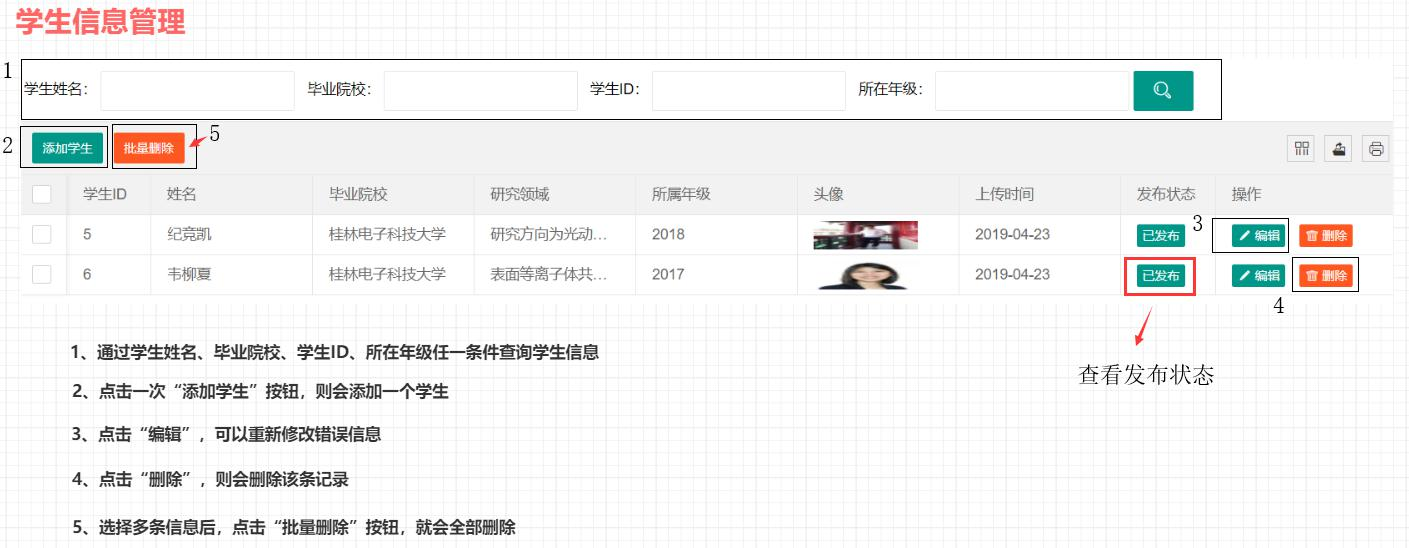 学生信息管理
1
学生姓名： 毕业院校： 学生ID： 所在年级：
2 添加学生 批量删除 5
学生ID 姓名 毕业院校 研究领域 所属年级 头像 上传时间 发布状态 操作
5 纪竞凯 桂林电子科技大学 研究方向为光动... 2018 2019-04-23 已发布 3 编辑 删除
6 韦柳夏 桂林电子科技大学 表面等离子体共... 2017 2019-04-23 已发布 编辑 删除
4
1、通过学生姓名、毕业院校、学生ID、所在年级任一条件查询学生信息
查看发布状态
2、点击一次“添加学生”按钮，则会添加一个学生
3、点击“编辑”，可以重新修改错误信息
4、点击“删除”，则会删除该条记录
5、选择多条信息后，点击“批量删除”按钮，就会全部删除